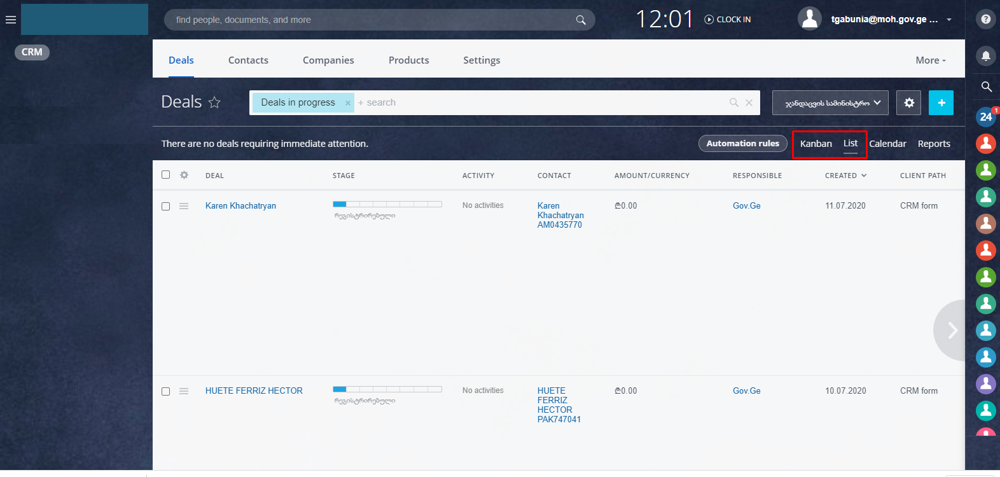 find people, documents, and more
12:01
CLOCK IN
tgabunia@moh.gov.ge ...
CRM
Deals Contacts Companies Products Settings More
Deals
Deals in progress × + search
ჯანდაცვის სამინისტრო
24 1
There are no deals requiring immediate attention.
Automation rules Kanban List Calendar Reports
DEAL STAGE ACTIVITY CONTACT AMOUNT/CURRENCY RESPONSIBLE CREATED CLIENT PATH
Karen Khachatryan No activities Karen ₾0.00 Gov.Ge 11.07.2020 CRM form
რეგისტრირებული Khachatryan
AM0435770
HUETE FERRIZ HECTOR No activities HUETE ₾0.00 Gov.Ge 10.07.2020 CRM form
რეგისტრირებული FERRIZ
HECTOR
PAK747041